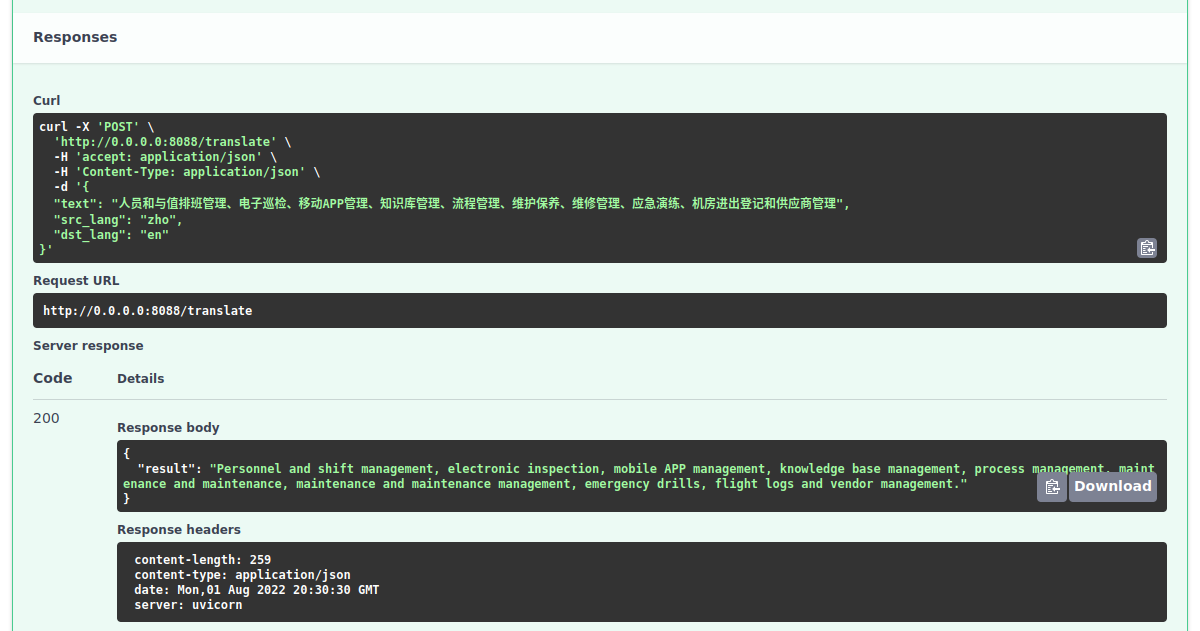 Responses
Curl
curl -X 'POST' \
'http://0.0.0.0:8088/translate' \
-H 'accept: application/json' \
-H 'Content-Type: application/json' \
-d '{
"text": "人员和与值排班管理、电子巡检、移动APP管理、知识库管理、流程管理、维护保养、维修管理、应急演练、机房进出登记和供应商管理",
"src_lang": "zho",
"dst_lang": "en"
}'
Request URL
http://0.0.0.0:8088/translate
Server response
Code Details
200
Response body
{
"result": "Personnel and shift management, electronic inspection, mobile APP management, knowledge base management, process management, maint
enance and maintenance, maintenance and maintenance management, emergency drills, flight logs and vendor management."
}
Download
Response headers
content-length: 259
content-type: application/json
date: Mon,01 Aug 2022 20:30:30 GMT
server: uvicorn